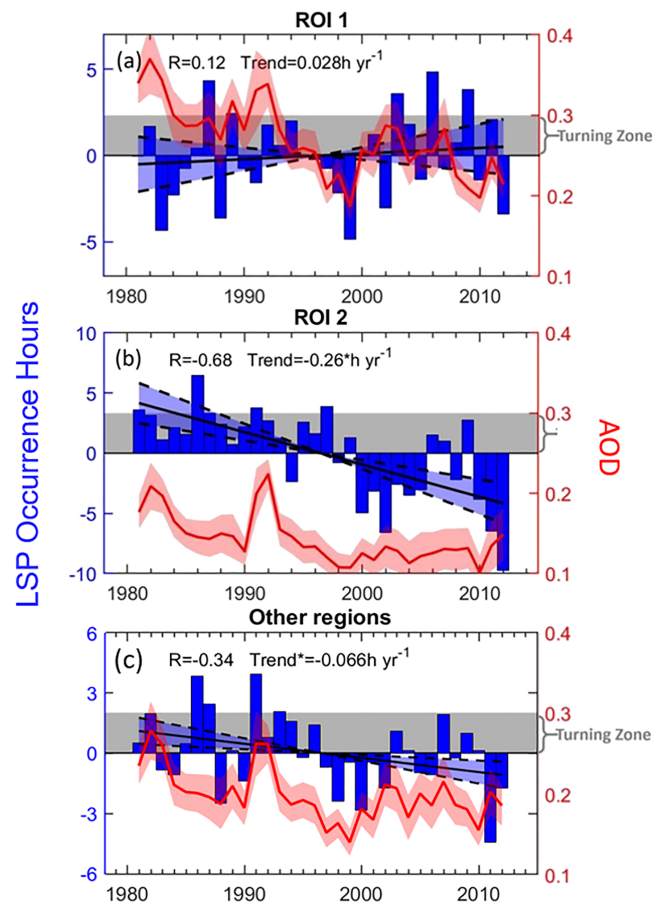 ROI 1
(a) R=0.12 Trend=0.028h yr-1
5
0
-5
0.4
0.3
0.2
0.1
Turning Zone
1980 1990 2000 2010
ROI 2
(b) R=-0.68 Trend=-0.26*h yr-1
10
5
0
-5
-10
0.4
0.3
0.2
0.1
1980 1990 2000 2010
LSP Occurrence Hours
AOD
Other regions
(c) R=-0.34 Trend*=-0.066h yr-1
6
3
0
-3
-6
0.4
0.3
0.2
0.1
Turning Zone
1980 1990 2000 2010